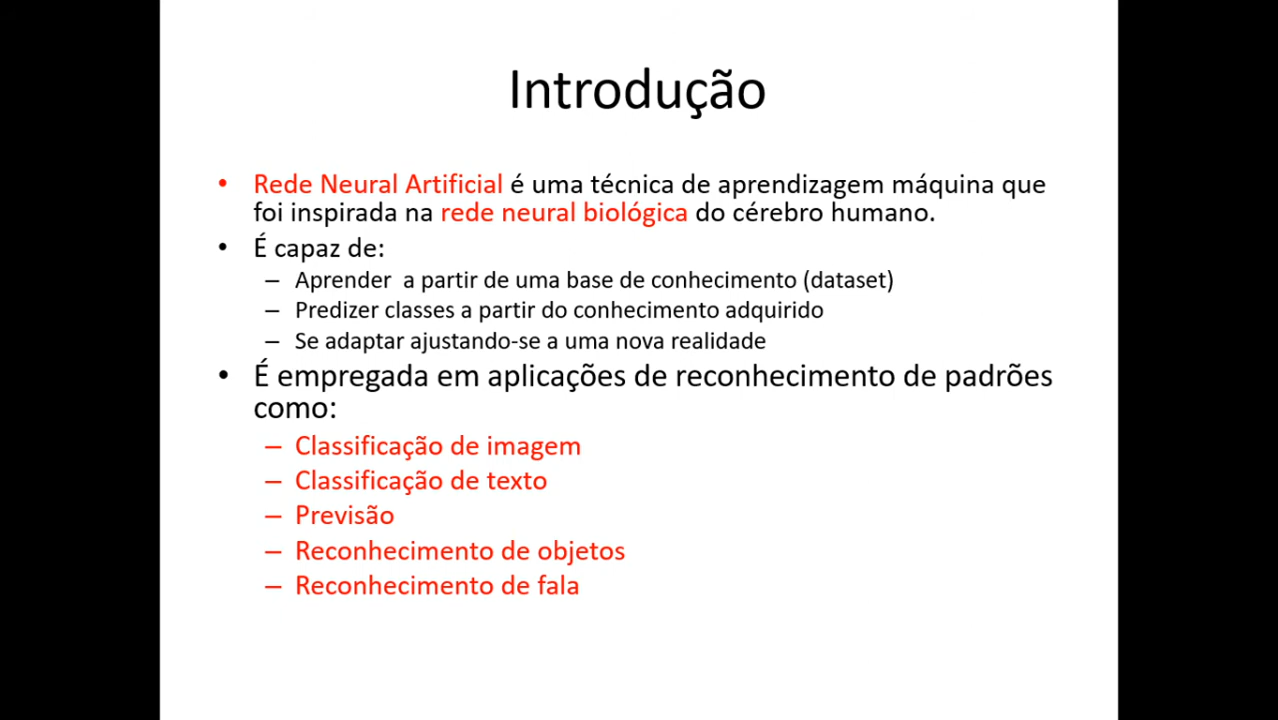 Introdução
• Rede Neural Artificial é uma técnica de aprendizagem máquina que
foi inspirada na rede neural biológica do cérebro humano.
• É capaz de:
– Aprender  a partir de uma base de conhecimento (dataset)
– Predizer classes a partir do conhecimento adquirido
– Se adaptar ajustando-se a uma nova realidade
• É empregada em aplicações de reconhecimento de padrões
como:
– Classificação de imagem
– Classificação de texto
– Previsão
– Reconhecimento de objetos
– Reconhecimento de fala